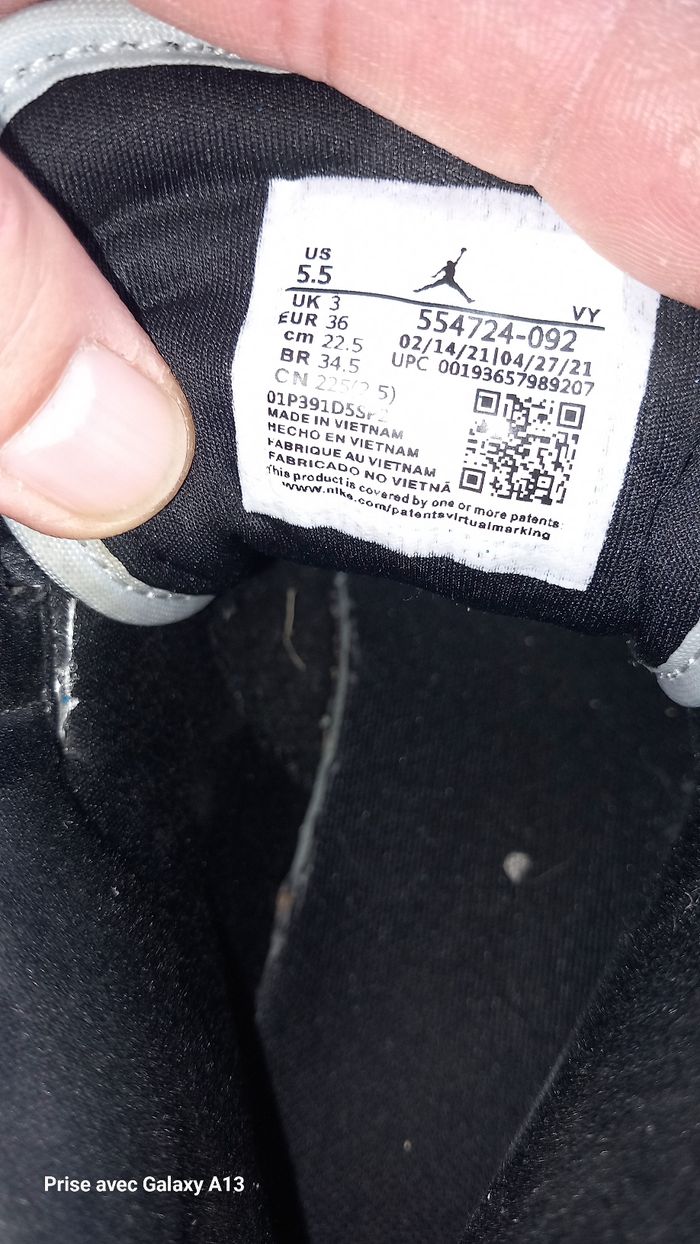 US
5.5
UK 3
EUR 36
cm 22.5
BR 34.5
CN 225(2.5)
VY
554724-092
02/14/21|04/27/21
UPC 00193657989207
MADE IN VIETNAM
HECHO EN VIETNAM
FABRIQUE AU VIETNAM
FABRICADO NO VIETNÃ
This product is covered by one or more patents:
www.nike.com/patentsvirtualmarking
Prise avec Galaxy A13